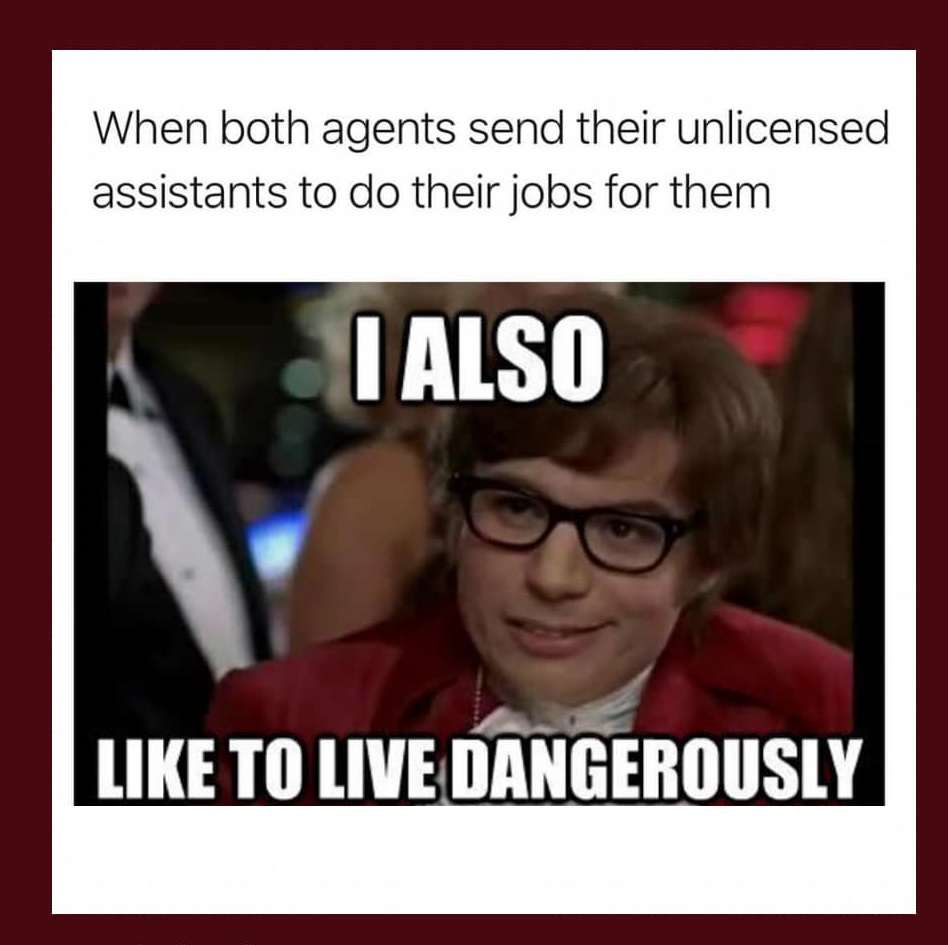 When both agents send their unlicensed
assistants to do their jobs for them
I ALSO
LIKE TO LIVE DANGEROUSLY